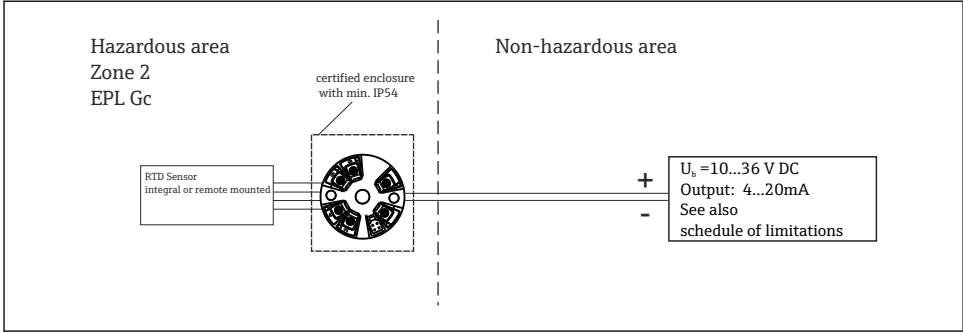 Hazardous area
Zone 2
EPL Gc
Non-hazardous area
certified enclosure
with min. IP54
RTD Sensor
integral or remote mounted
+
-
U_b =10...36 V DC
Output: 4...20mA
See also
schedule of limitations